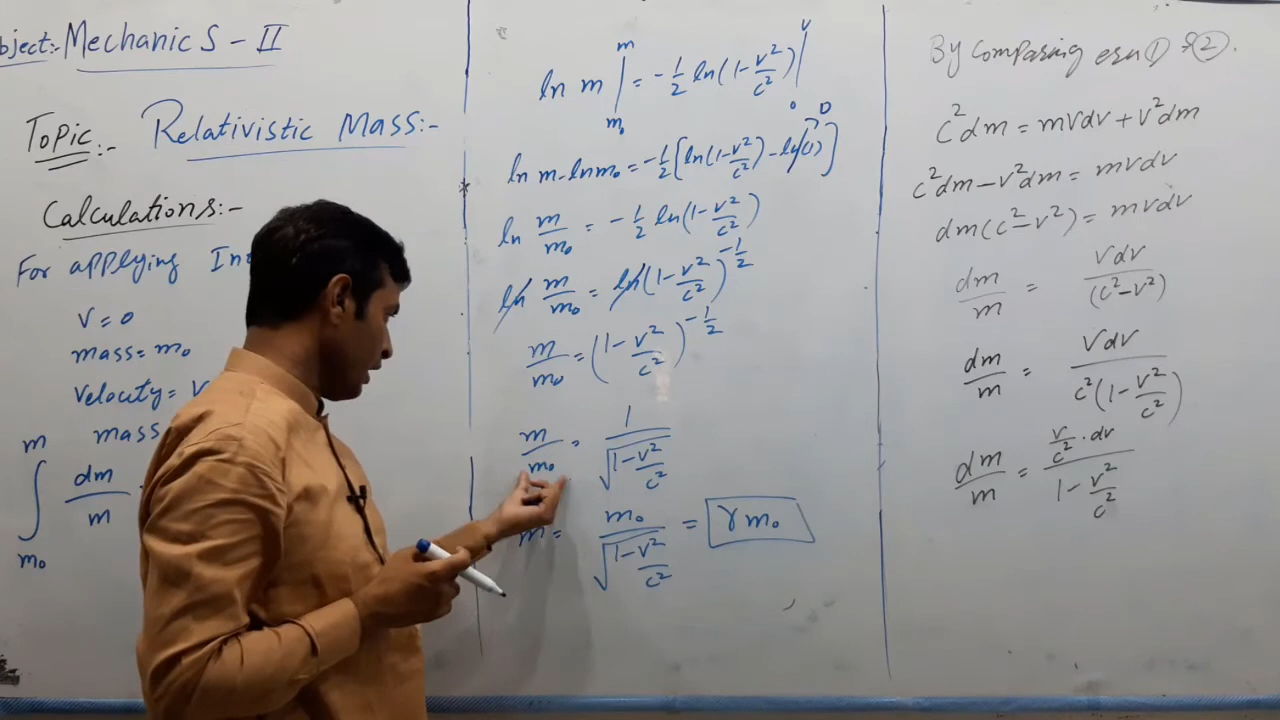 bject:- Mechanics - II
Topic:- Relativistic Mass:-
Calculations:-
For applying
v = 0
mass = m₀
velocity = v
mass
∫_{m₀}^{m} dm/m
ln m |_{m₀}^{m} = -1/2 ln(1 - v²/c²) |_{0}^{v}
ln m - ln m₀ = -1/2 [ln(1 - v²/c²) - ln(1)] 0
ln m/m₀ = -1/2 ln(1 - v²/c²)
ln m/m₀ = ln(1 - v²/c²)^{-1/2}
m/m₀ = (1 - v²/c²)^{-1/2}
m/m₀ = 1/√(1 - v²/c²)
m = m₀/√(1 - v²/c²) = γm₀
By Comparing eqn ① & ②.
c²dm = mvdv + v²dm
c²dm - v²dm = mvdv
dm(c² - v²) = mvdv
dm/m = vdv/(c² - v²)
dm/m = vdv/c²(1 - v²/c²)
dm/m = v/c² · dv/1 - v²/c²